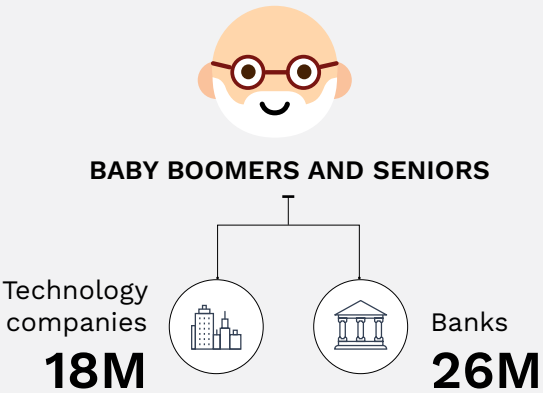 BABY BOOMERS AND SENIORS
Technology
companies
18M
Banks
26M